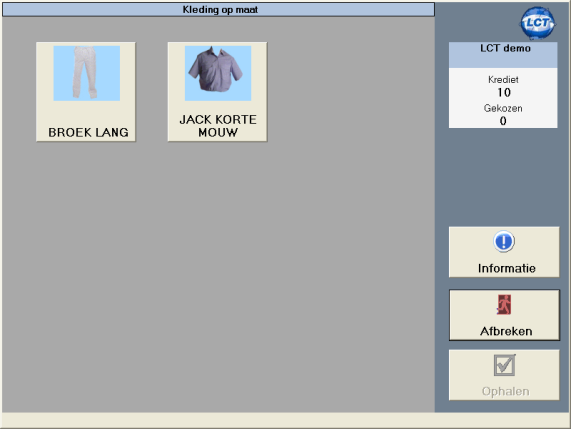 Kleding op maat
LCT
LCT demo
Krediet
10
Gekozen
0
BROEK LANG
JACK KORTE
MOUW
Informatie
Afbreken
Ophalen